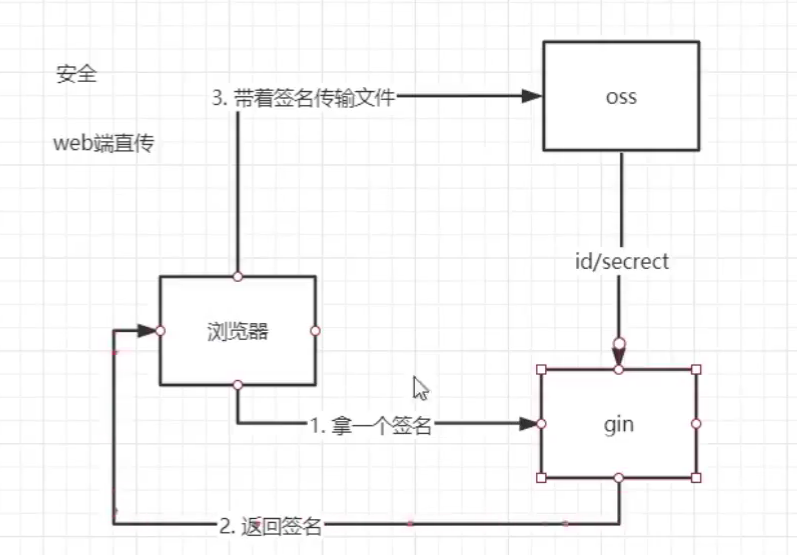 安全
3. 带着签名传输文件
oss
web端直传
id/secrect
浏览器
1. 拿一个签名
gin
2. 返回签名